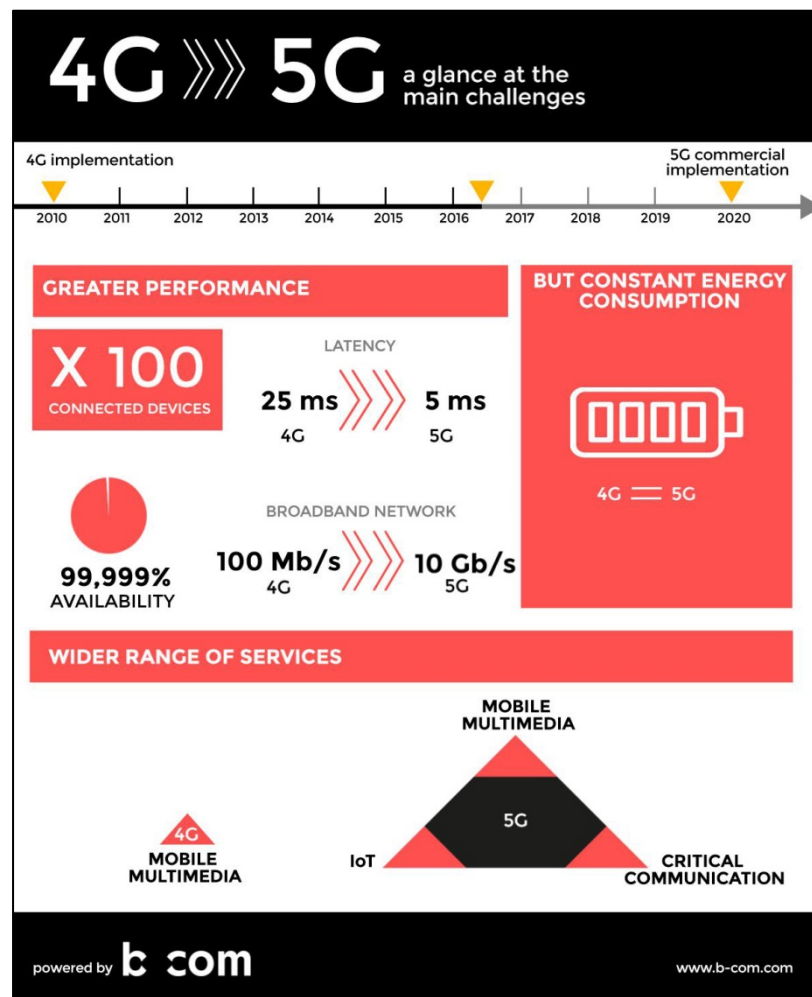 4G 5G a glance at the
main challenges
4G implementation
5G commercial
implementation
2010 2011 2012 2013 2014 2015 2016 2017 2018 2019 2020
GREATER PERFORMANCE
BUT CONSTANT ENERGY
CONSUMPTION
X 100
CONNECTED DEVICES
LATENCY
25 ms 5 ms
4G 5G
4G 5G
99,999%
AVAILABILITY
BROADBAND NETWORK
100 Mb/s 10 Gb/s
4G 5G
WIDER RANGE OF SERVICES
4G
MOBILE
MULTIMEDIA
MOBILE
MULTIMEDIA
5G
IoT
CRITICAL
COMMUNICATION
powered by b com
www.b-com.com